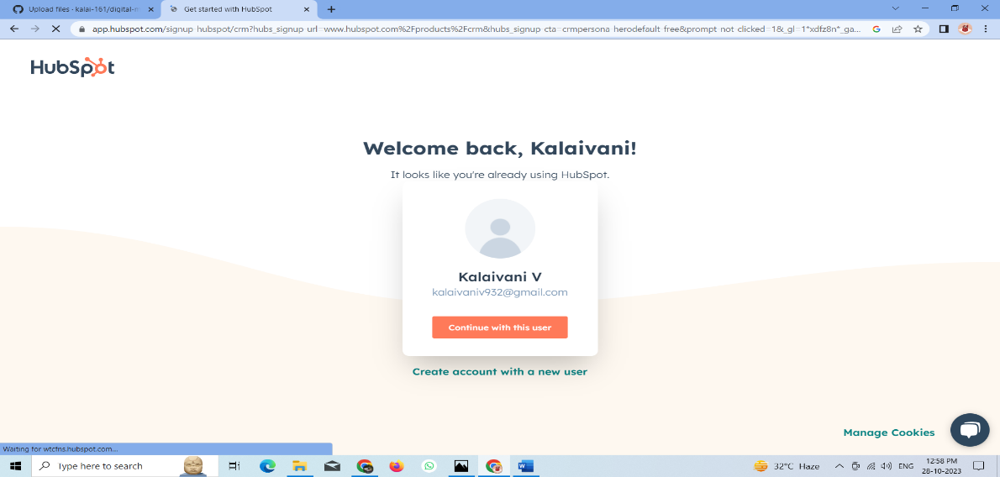 Upload files · kalai-161/digital-m
Get started with HubSpot
app.hubspot.com/signup-hubspot/crm?hubs_signup-url=www.hubspot.com%2Fproducts%2Fcrm&hubs_signup-cta=crmpersona-herodefault-free&prompt-not-clicked=1&_gl=1*xdfz8n*_ga...
HubSpot
Welcome back, Kalaivani!
It looks like you're already using HubSpot.
Kalaivani V
kalaivaniv932@gmail.com
Continue with this user
Create account with a new user
Manage Cookies
Waiting for wtcfns.hubspot.com...
Type here to search
32°C Haze
ENG
12:58 PM
28-10-2023